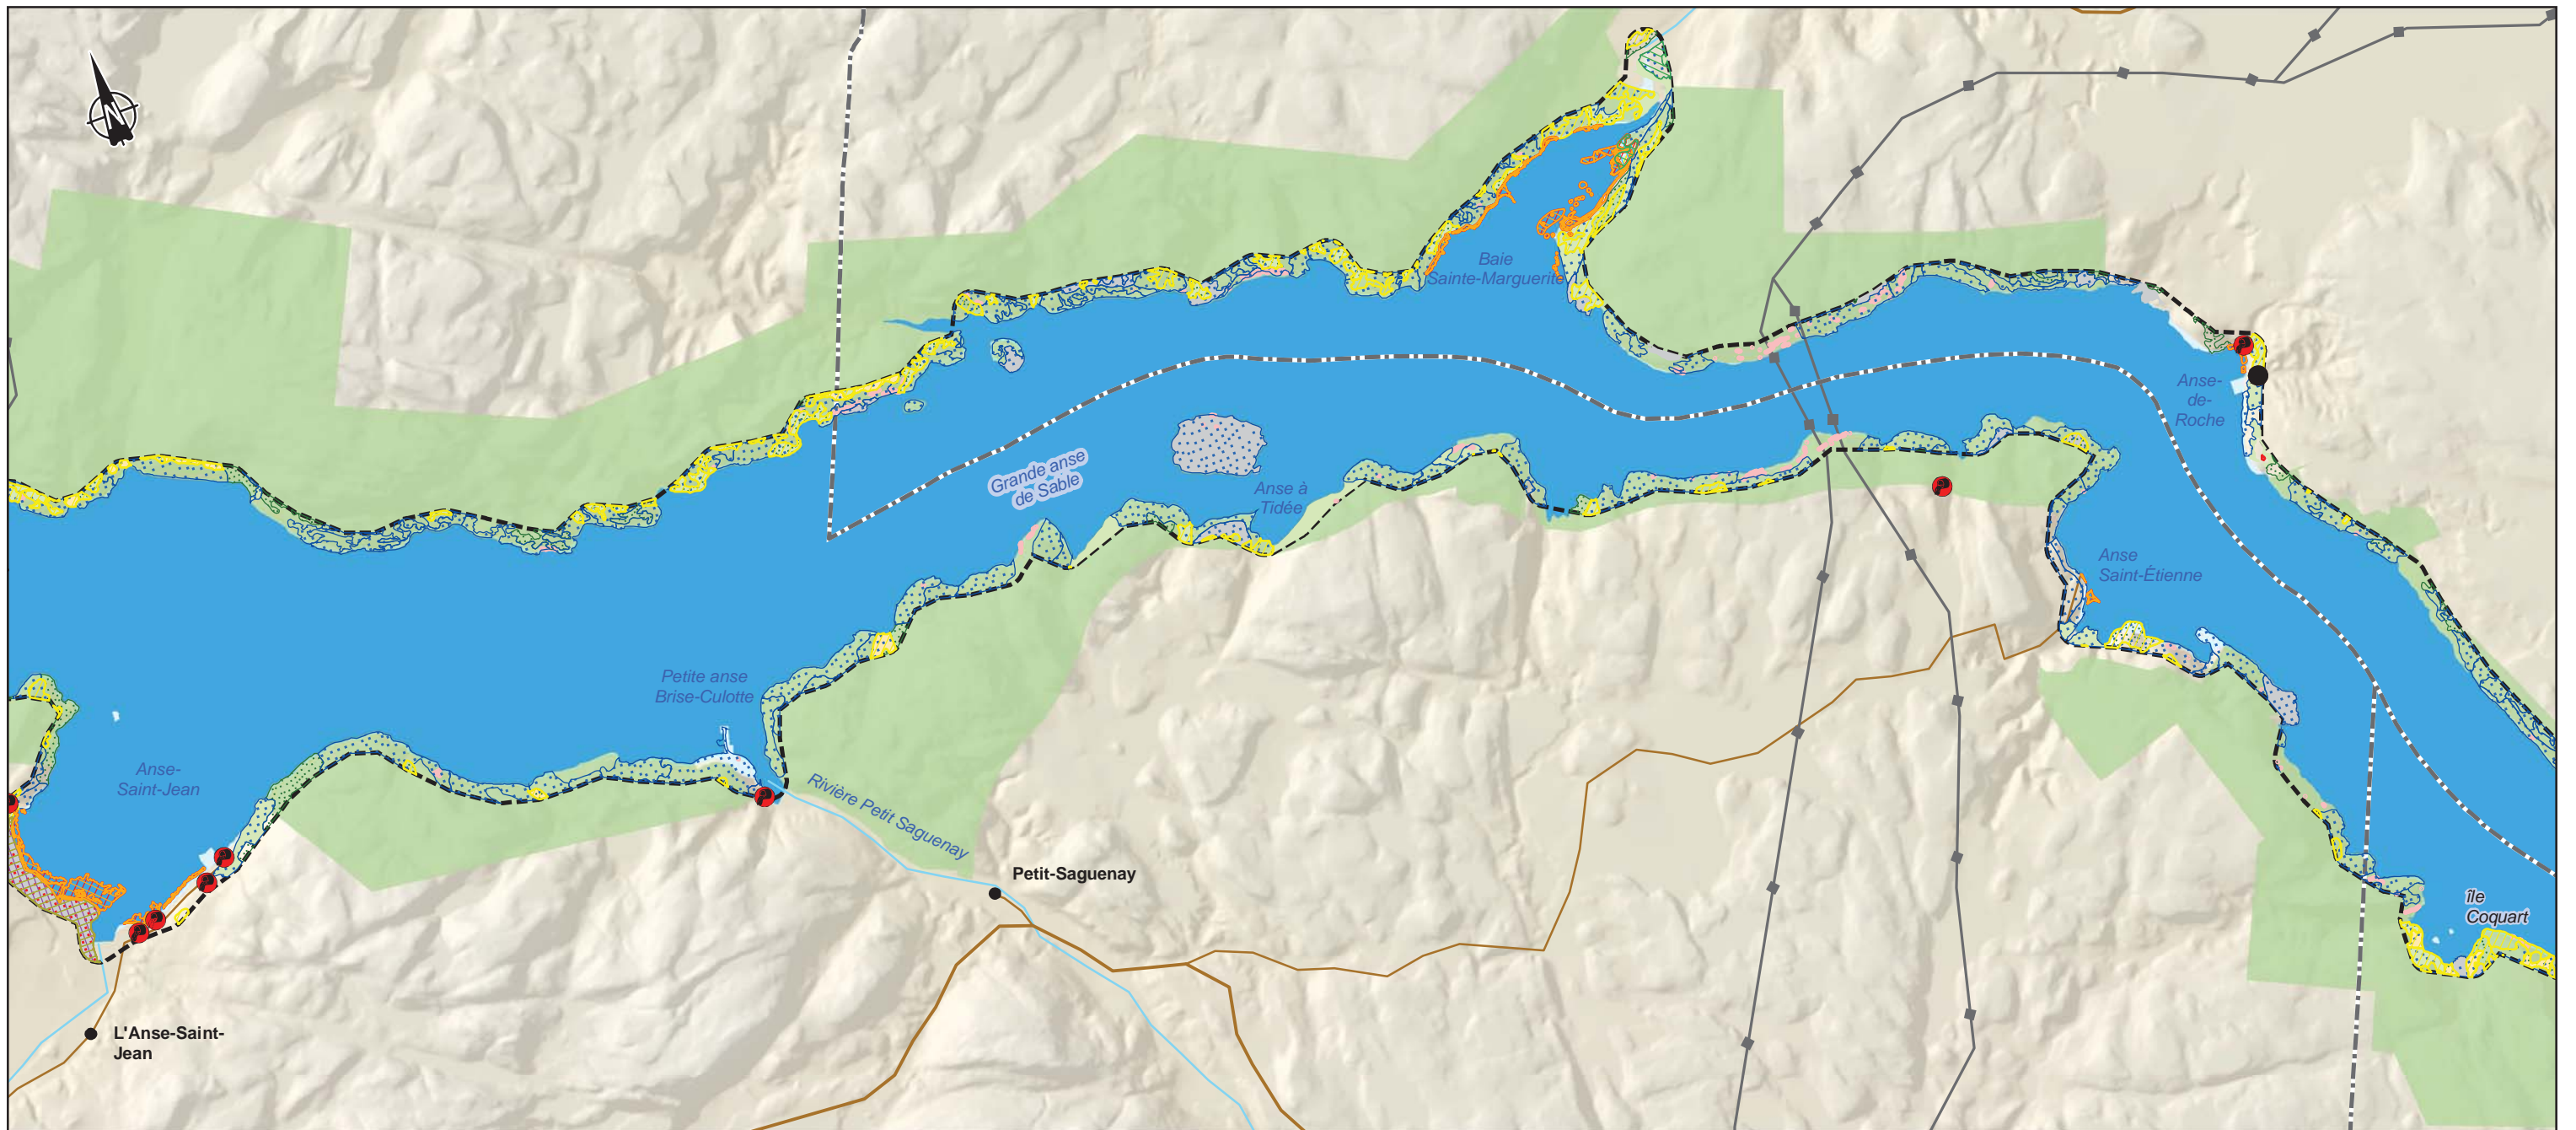 N
Baie
Sainte-Marguerite
Anse-
de-
Roche
Grande anse
de Sable
Anse à
Tidée
Anse
Saint-Étienne
Petite anse
Brise-Culotte
Anse-
Saint-Jean
Rivière Petit Saguenay
Petit-Saguenay
île
Coquart
L'Anse-Saint-
Jean